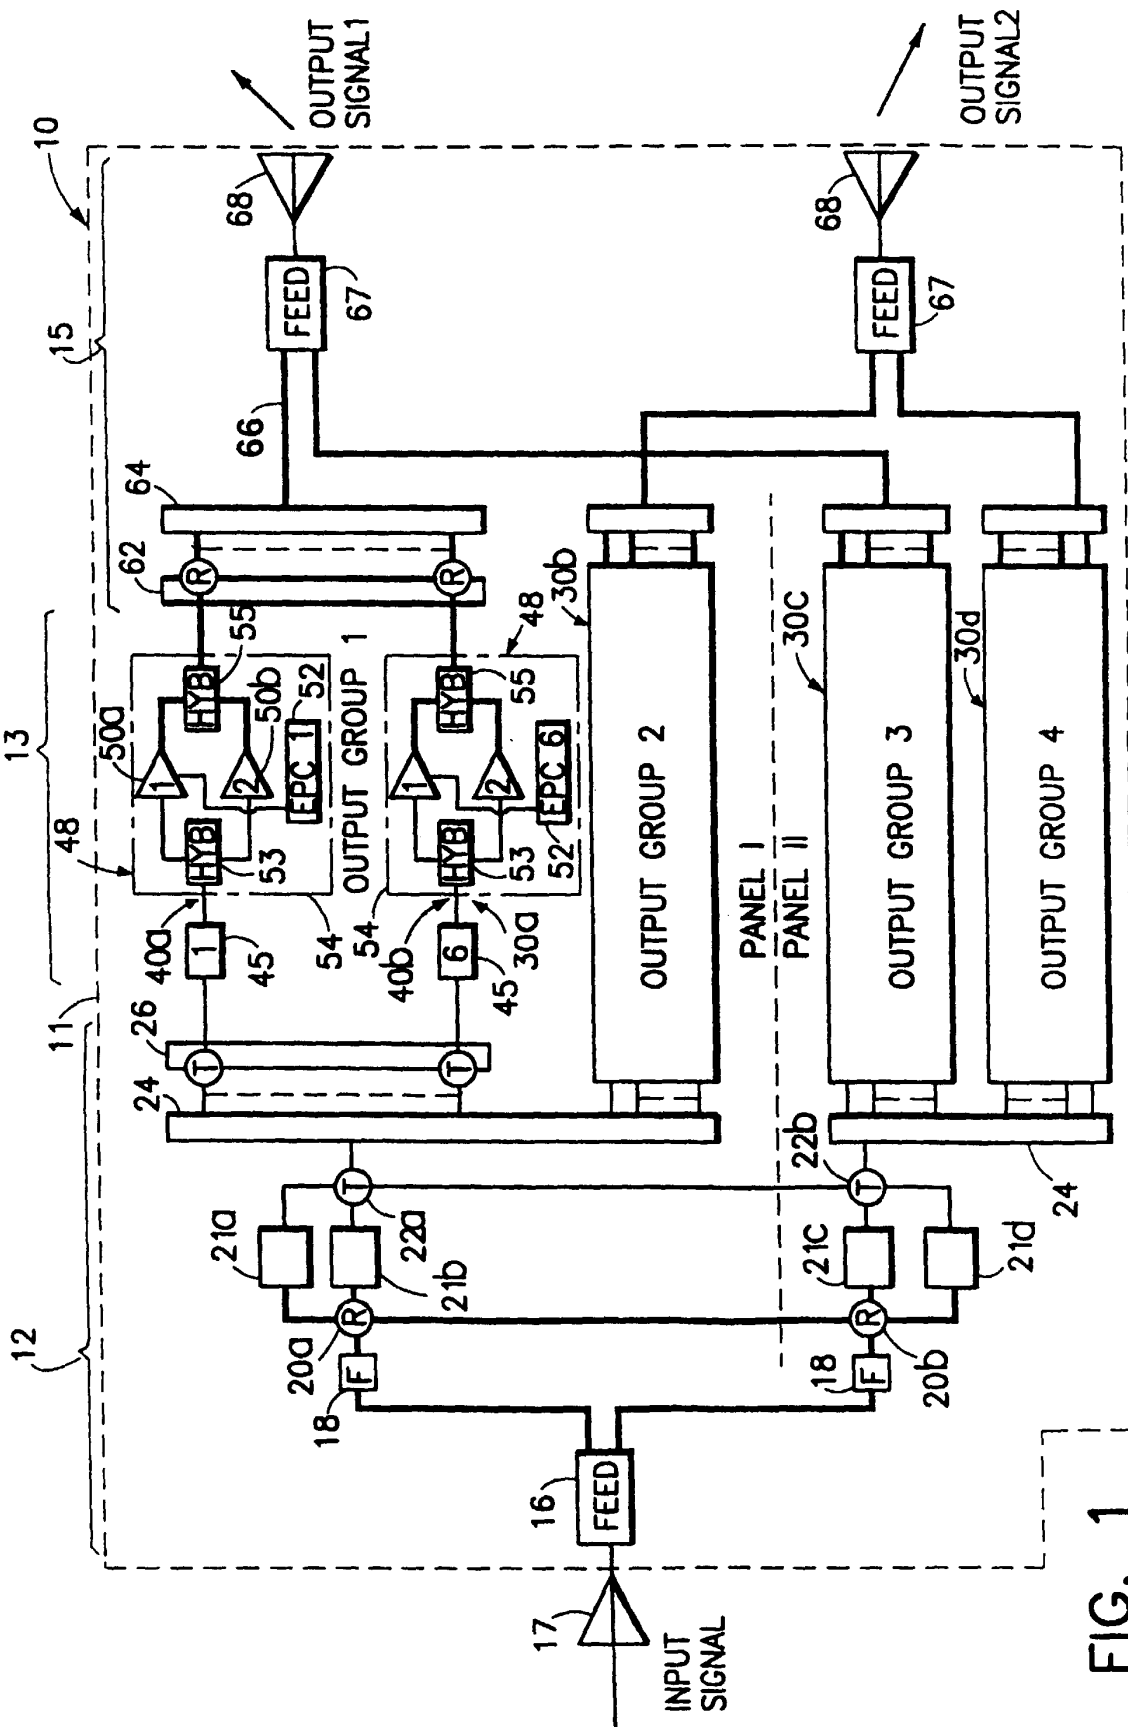 10
11
12
13
15
INPUT
SIGNAL
17
16
FEED
18
F
18
F
20a
R
20b
R
21a
21b
21c
21d
22a
T
22b
T
24
24
26
T
T
40a
1
45
40b
6
45
30a
48
50a
1
50b
2
HYB
53
HYB
55
EPC 1
52
54
OUTPUT GROUP 1
48
1
2
HYB
53
HYB
55
EPC 6
52
54
30b
OUTPUT GROUP 2
PANEL I
PANEL II
30C
OUTPUT GROUP 3
30d
OUTPUT GROUP 4
62
R
R
64
66
FEED
67
68
OUTPUT
SIGNAL1
FEED
67
68
OUTPUT
SIGNAL2
FIG. 1